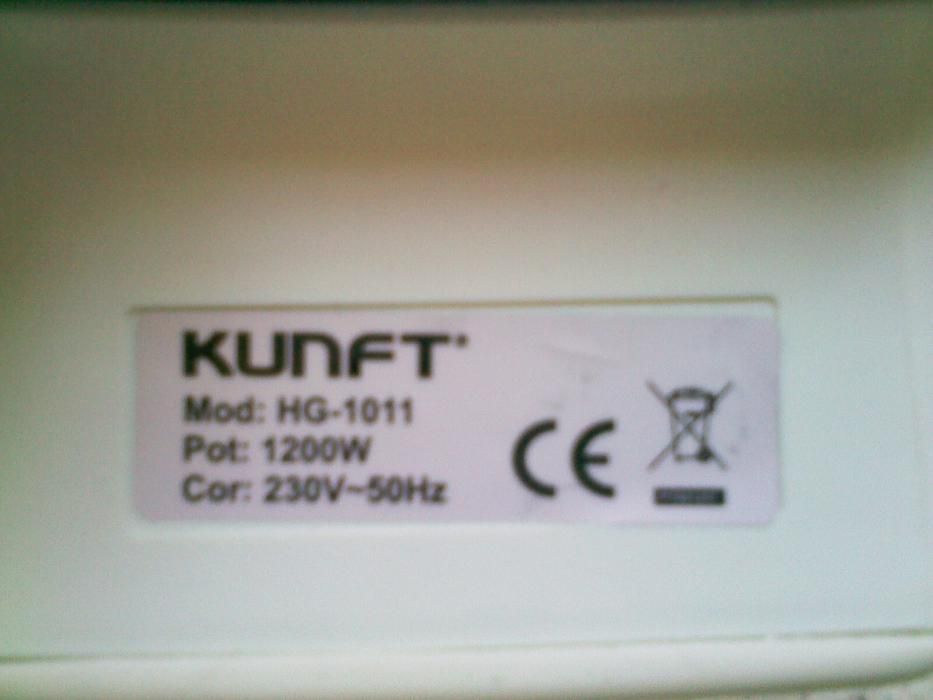 KUNFT
Mod: HG-1011
Pot: 1200W
Cor: 230V~50Hz
CE